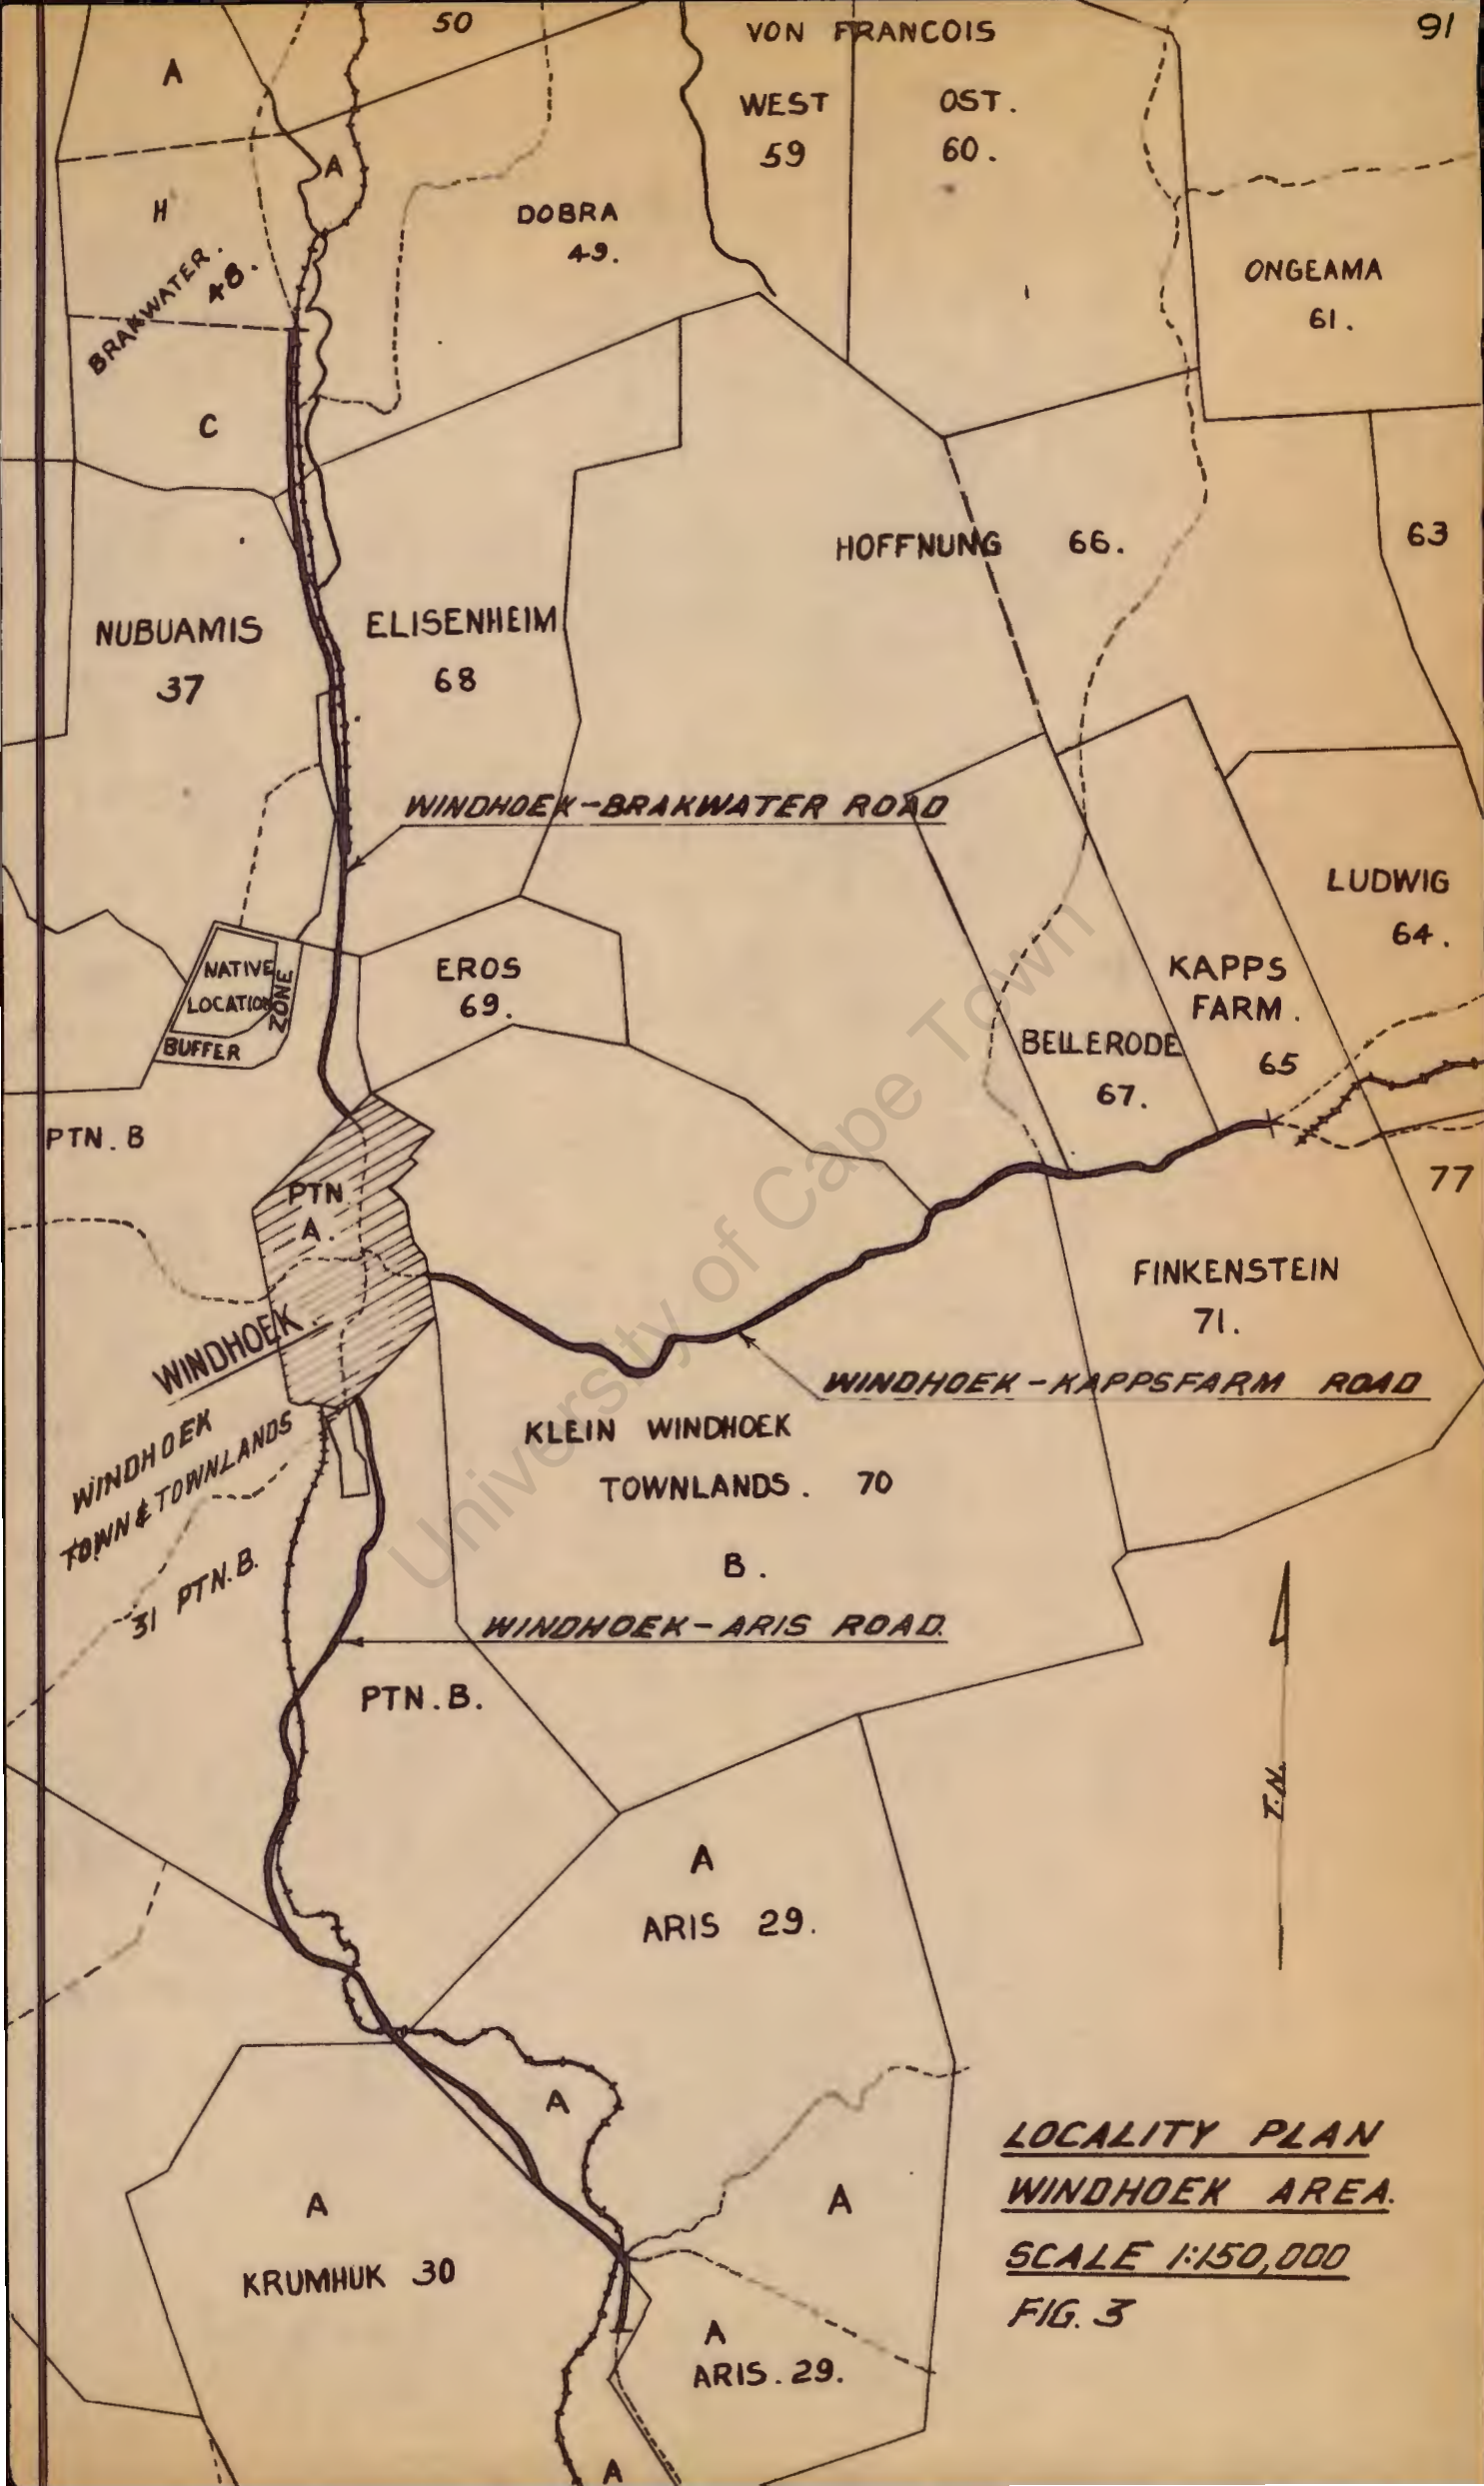 91
50
VON FRANCOIS
A
WEST
OST.
59
60.
A
H
DOBRA
49.
BRAKWATER.
48.
ONGEAMA
61.
C
HOFFNUNG 66.
63
NUBUAMIS
37
ELISENHEIM
68
WINDHOEK-BRAKWATER ROAD
LUDWIG
64.
NATIVE
LOCATION
ZONE
BUFFER
EROS
69.
KAPPS
FARM.
65
BELLERODE
67.
PTN. B
PTN
A.
77
FINKENSTEIN
71.
WINDHOEK.
WINDHOEK-KAPPSFARM ROAD
WINDHOEK
TOWN & TOWNLANDS
31 PTN.B.
KLEIN WINDHOEK
TOWNLANDS. 70
B.
WINDHOEK-ARIS ROAD.
PTN.B.
T.N.
A
ARIS 29.
A
A
A
KRUMHUK 30
A
ARIS.29.
A
LOCALITY PLAN
WINDHOEK AREA.
SCALE 1:150,000
FIG. 3
University of Cape Town